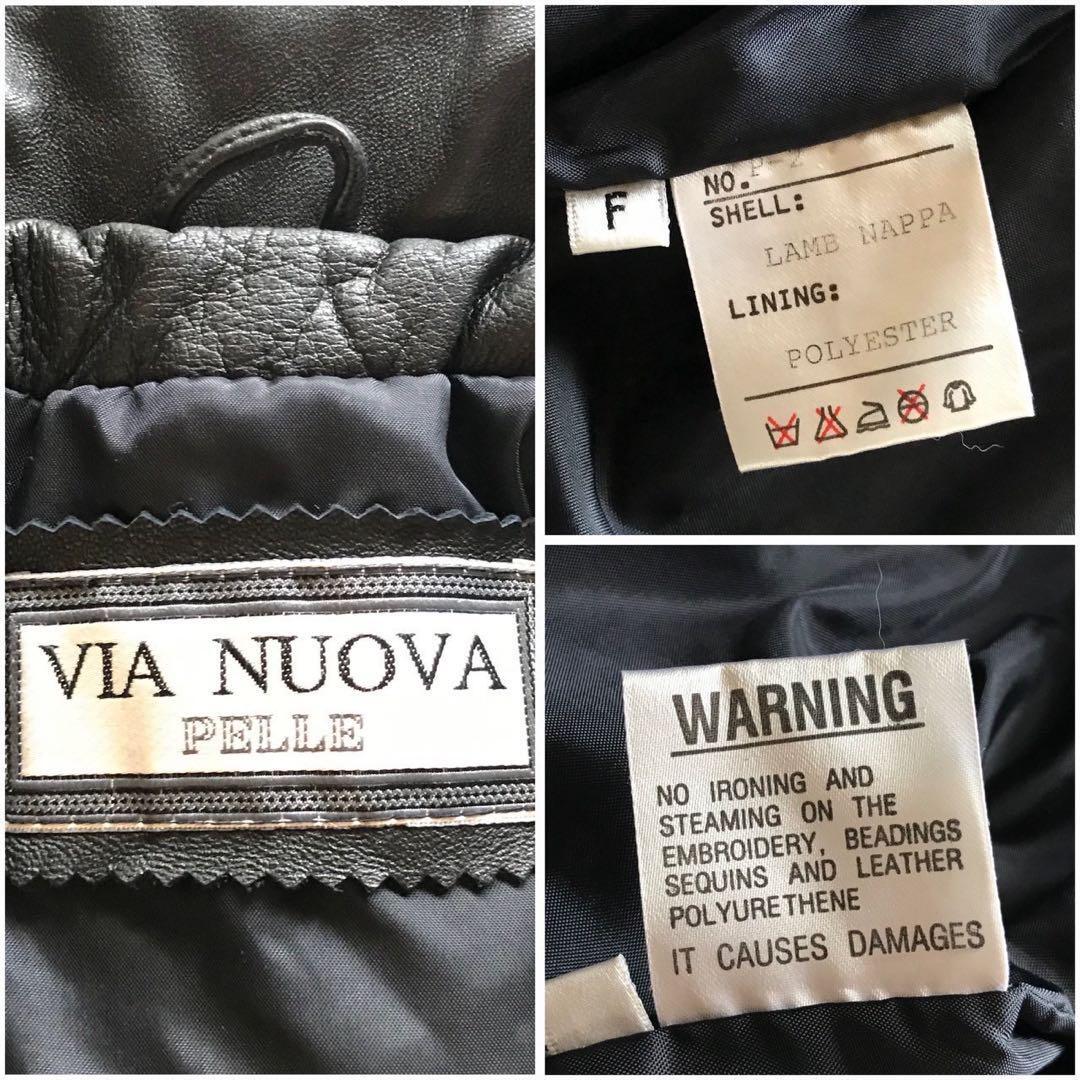 VIA NUOVA
PELLE
F
NO. P-2
SHELL:
LAMB NAPPA
LINING:
POLYESTER
WARNING
NO IRONING AND
STEAMING ON THE
EMBROIDERY, BEADINGS
SEQUINS AND LEATHER
POLYURETHENE
IT CAUSES DAMAGES